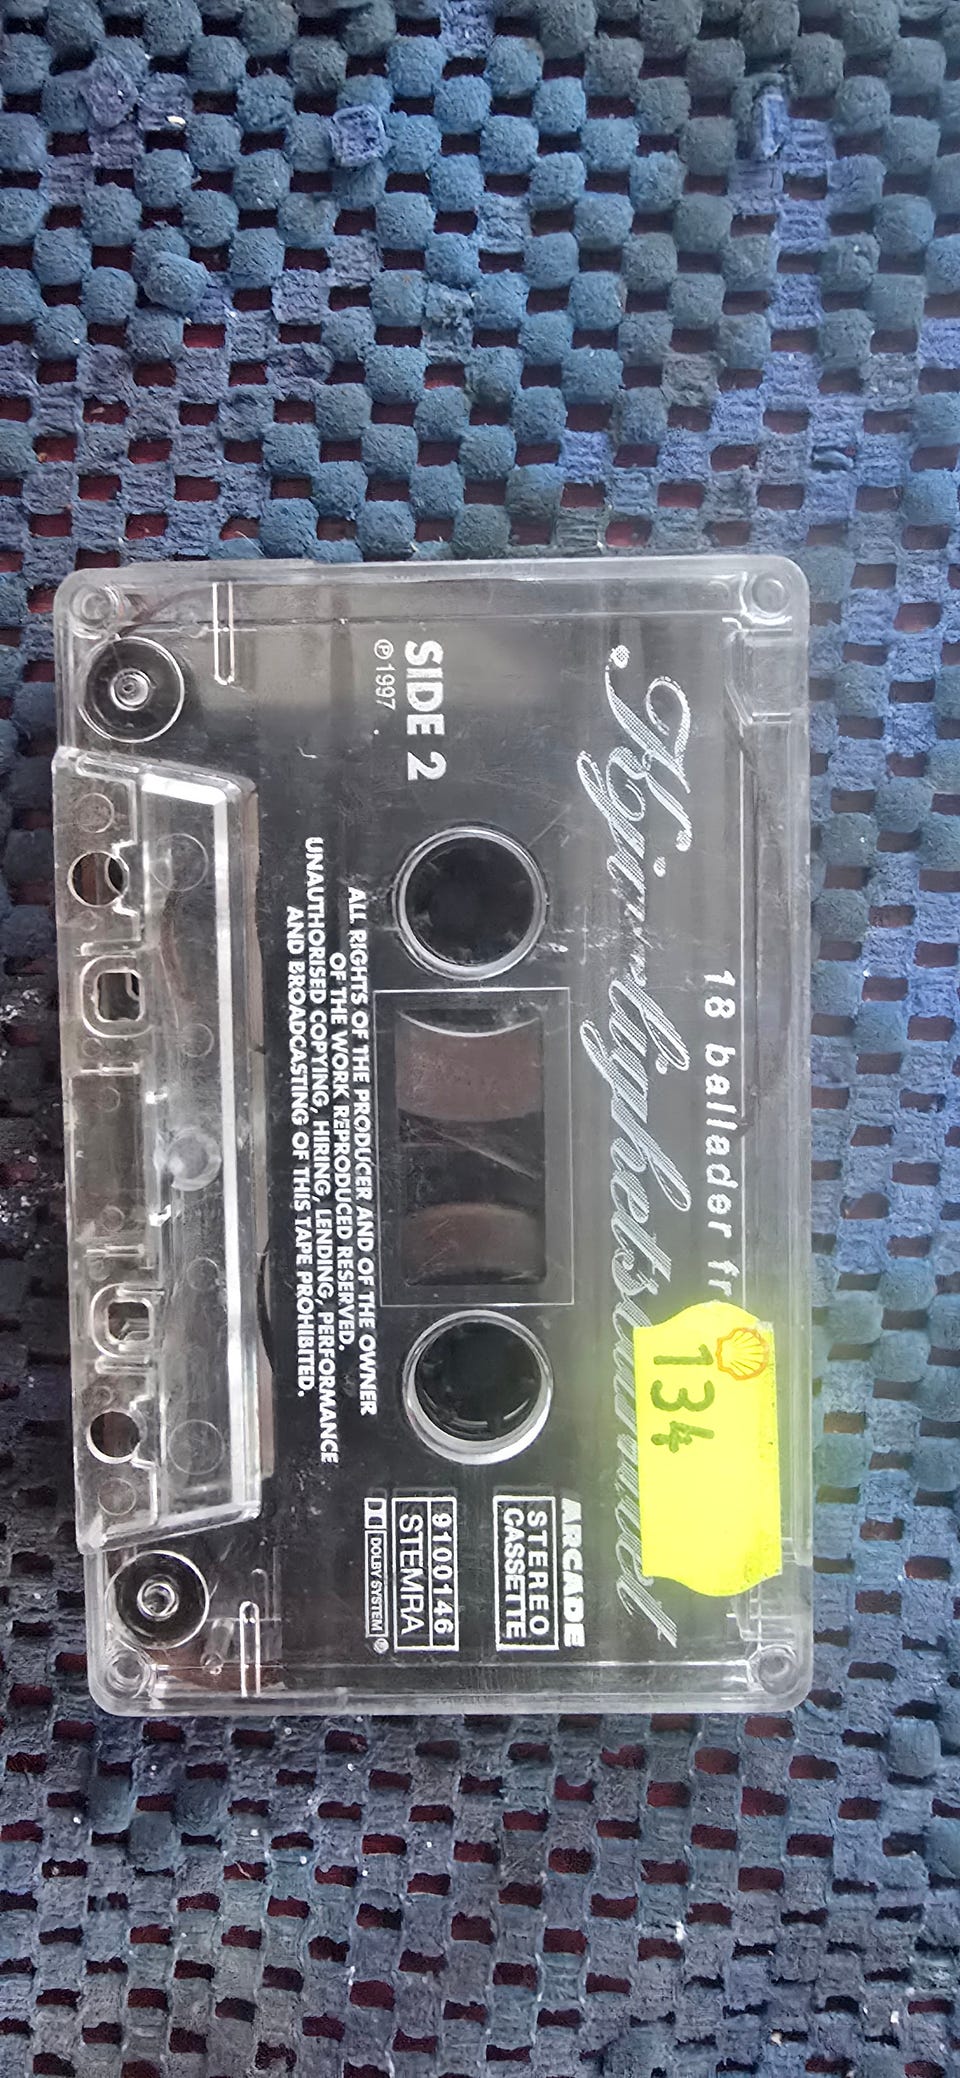 18 ballader fr
Kjærlighetsalbumet
134
SIDE 2
℗ 1997
ARCADE
STEREO
CASSETTE
9100146
STEMRA
DOLBY SYSTEM ®
ALL RIGHTS OF THE PRODUCER AND OF THE OWNER
OF THE WORK REPRODUCED RESERVED.
UNAUTHORISED COPYING, HIRING, LENDING, PERFORMANCE
AND BROADCASTING OF THIS TAPE PROHIBITED.